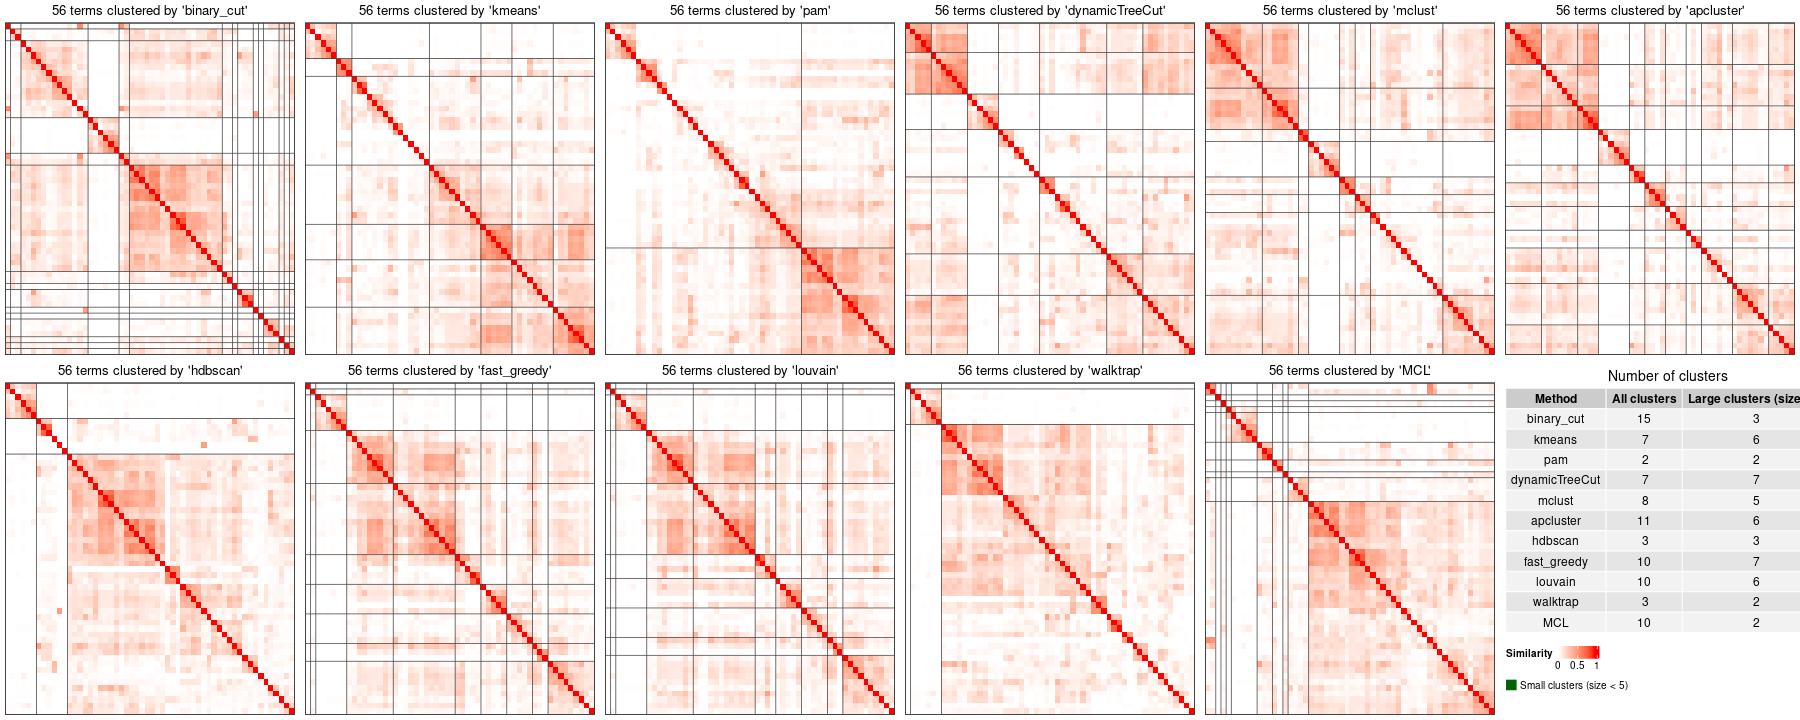 56 terms clustered by 'binary_cut'
56 terms clustered by 'kmeans'
56 terms clustered by 'pam'
56 terms clustered by 'dynamicTreeCut'
56 terms clustered by 'mclust'
56 terms clustered by 'apcluster'
56 terms clustered by 'hdbscan'
56 terms clustered by 'fast_greedy'
56 terms clustered by 'louvain'
56 terms clustered by 'walktrap'
56 terms clustered by 'MCL'
Number of clusters
Method All clusters Large clusters (size
binary_cut 15 3
kmeans 7 6
pam 2 2
dynamicTreeCut 7 7
mclust 8 5
apcluster 11 6
hdbscan 3 3
fast_greedy 10 7
louvain 10 6
walktrap 3 2
MCL 10 2
Similarity
0 0.5 1
Small clusters (size < 5)